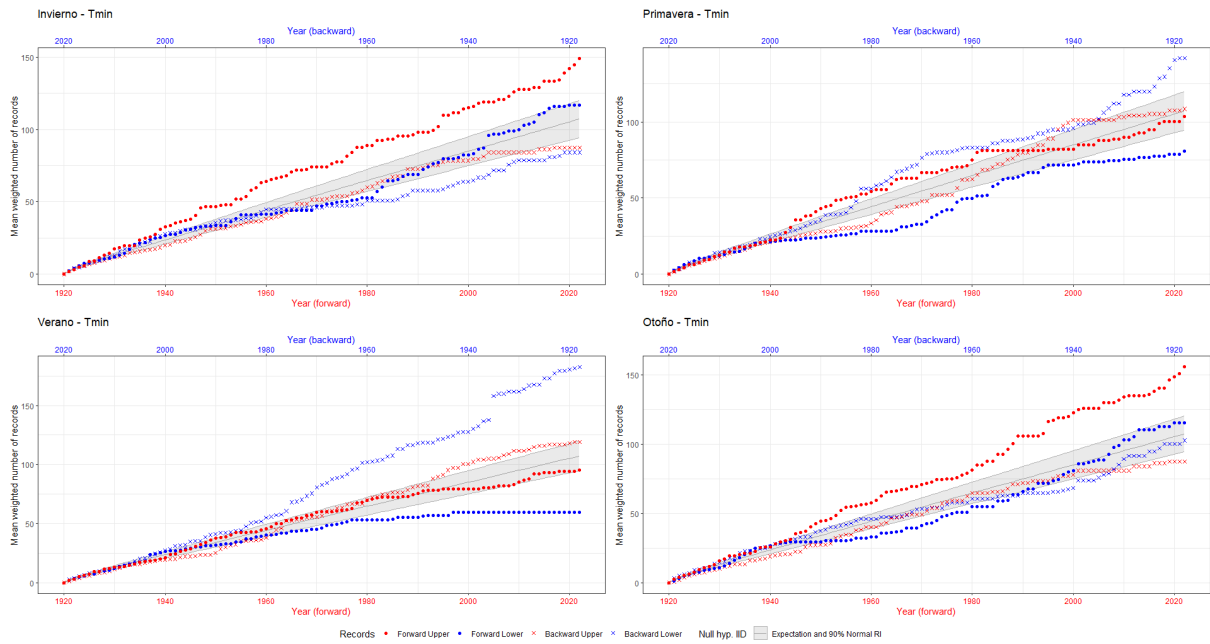 Invierno - Tmin
Year (backward)
2020 2000 1980 1960 1940 1920
Mean weighted number of records
150
100
50
0
1920 1940 1960 1980 2000 2020
Year (forward)
Primavera - Tmin
Year (backward)
2020 2000 1980 1960 1940 1920
Mean weighted number of records
100
50
0
1920 1940 1960 1980 2000 2020
Year (forward)
Verano - Tmin
Year (backward)
2020 2000 1980 1960 1940 1920
Mean weighted number of records
150
100
50
0
1920 1940 1960 1980 2000 2020
Year (forward)
Otoño - Tmin
Year (backward)
2020 2000 1980 1960 1940 1920
Mean weighted number of records
150
100
50
0
1920 1940 1960 1980 2000 2020
Year (forward)
Records Forward Upper Forward Lower Backward Upper Backward Lower Null hyp. IID Expectation and 90% Normal RI